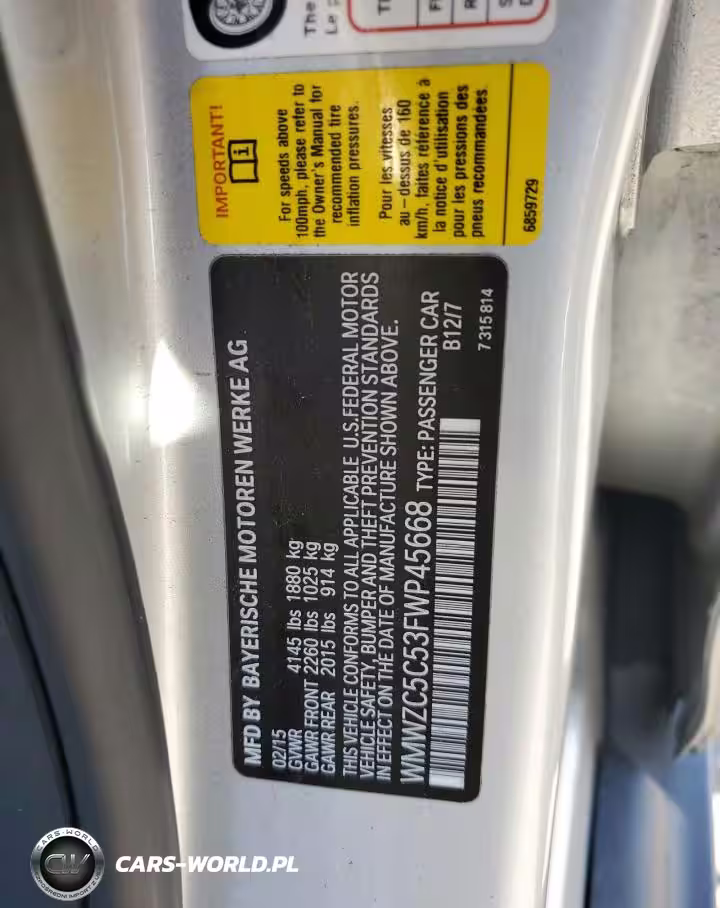 The
Le
IMPORTANT!
For speeds above
100mph, please refer to
the Owner's Manual for
recommended tire
inflation pressures.
Pour les vitesses
au-dessus de 160
km/h, faites référence à
la notice d'utilisation
pour les pressions des
pneus recommandées.
6859729
MFD BY BAYERISCHE MOTOREN WERKE AG
02/15
GVWR 4145 lbs 1880 kg
GAWR FRONT 2260 lbs 1025 kg
GAWR REAR 2015 lbs 914 kg
THIS VEHICLE CONFORMS TO ALL APPLICABLE U.S.FEDERAL MOTOR
VEHICLE SAFETY, BUMPER AND THEFT PREVENTION STANDARDS
IN EFFECT ON THE DATE OF MANUFACTURE SHOWN ABOVE.
WMWZC5C53FWP45668 TYPE: PASSENGER CAR
B12/7
7315814
CARS-WORLD
CW
CARS-WORLD.PL